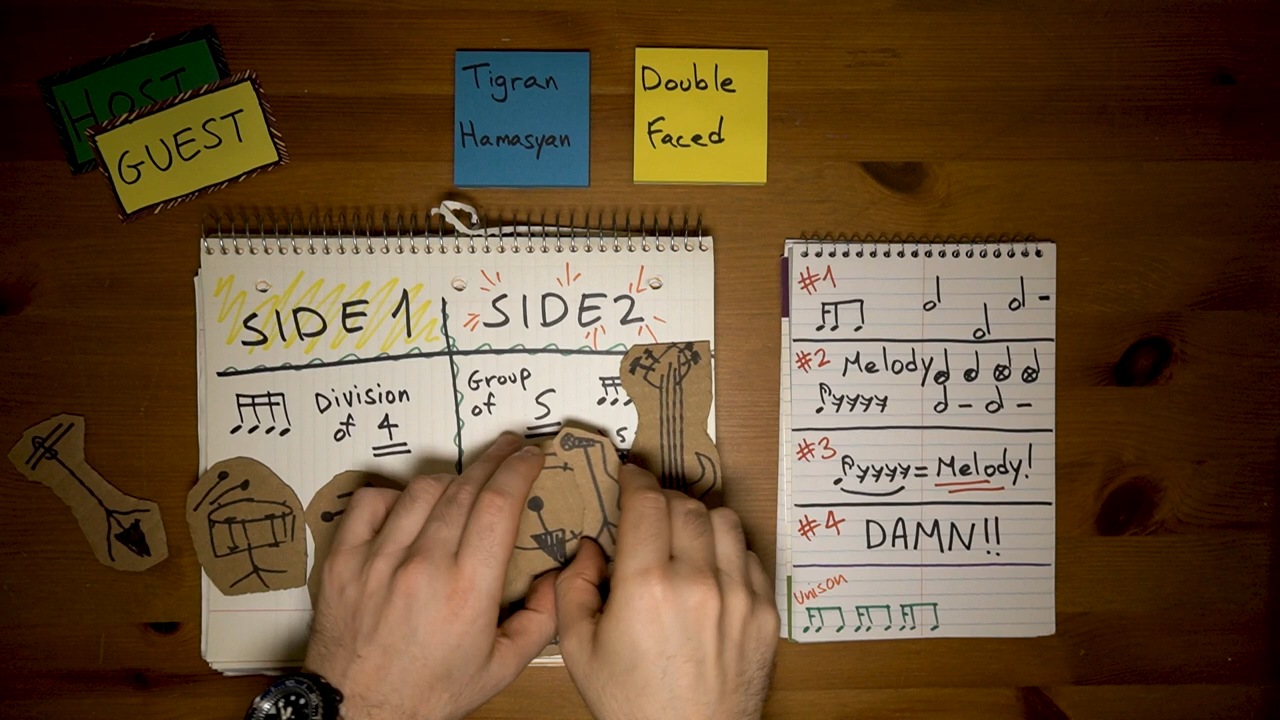 HOST
GUEST
Tigran
Hamasyan
Double
Faced
SIDE 1
SIDE 2
Division
of 4
Group
of 5
5
#1
#2 Melody
#3
= Melody!
#4 DAMN!!
unison